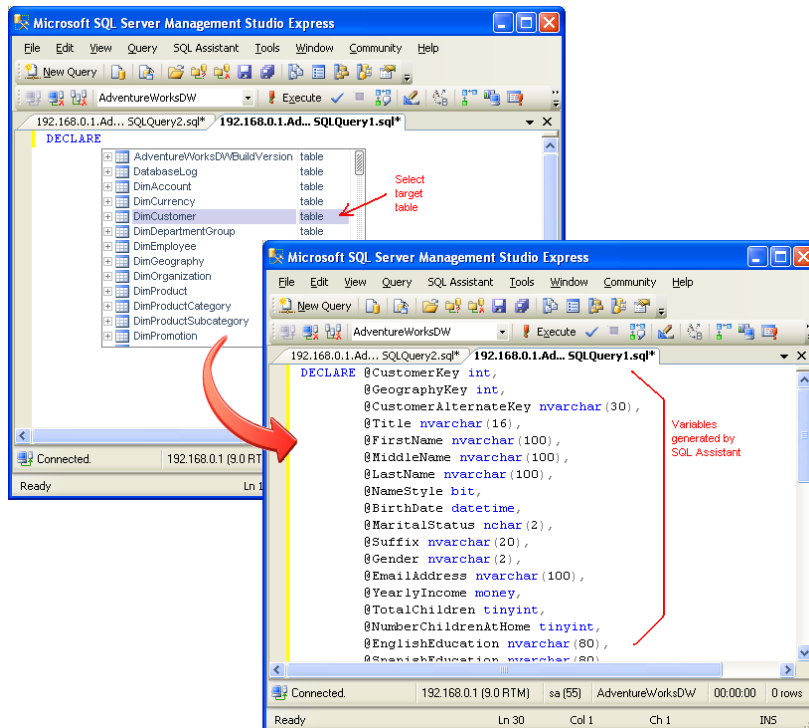 Microsoft SQL Server Management Studio Express
File Edit View Query SQL Assistant Tools Window Community Help
New Query
AdventureWorksDW Execute
192.168.0.1.Ad... SQLQuery2.sql* 192.168.0.1.Ad... SQLQuery1.sql*
DECLARE
AdventureWorksDWBuildVersion table
DatabaseLog table
DimAccount table
DimCurrency table
DimCustomer table
DimDepartmentGroup table
DimEmployee
DimGeography
DimOrganization
DimProduct
DimProductCategory
DimProductSubcategory
DimPromotion
Select
target
table
Connected. 192.168.0.1 (9.0 RT
Ready Ln 1
Microsoft SQL Server Management Studio Express
File Edit View Query SQL Assistant Tools Window Community Help
New Query
AdventureWorksDW Execute
192.168.0.1.Ad... SQLQuery2.sql* 192.168.0.1.Ad... SQLQuery1.sql*
DECLARE @CustomerKey int,
@GeographyKey int,
@CustomerAlternateKey nvarchar(30),
@Title nvarchar(16),
@FirstName nvarchar(100),
@MiddleName nvarchar(100),
@LastName nvarchar(100),
@NameStyle bit,
@BirthDate datetime,
@MaritalStatus nchar(2),
@Suffix nvarchar(20),
@Gender nvarchar(2),
@EmailAddress nvarchar(100),
@YearlyIncome money,
@TotalChildren tinyint,
@NumberChildrenAtHome tinyint,
@EnglishEducation nvarchar(80),
@SpanishEducation nvarchar(80)
Variables
generated by
SQL Assistant
Connected. 192.168.0.1 (9.0 RTM) sa (55) AdventureWorksDW 00:00:00 0 rows
Ready Ln 30 Col 1 Ch 1 INS